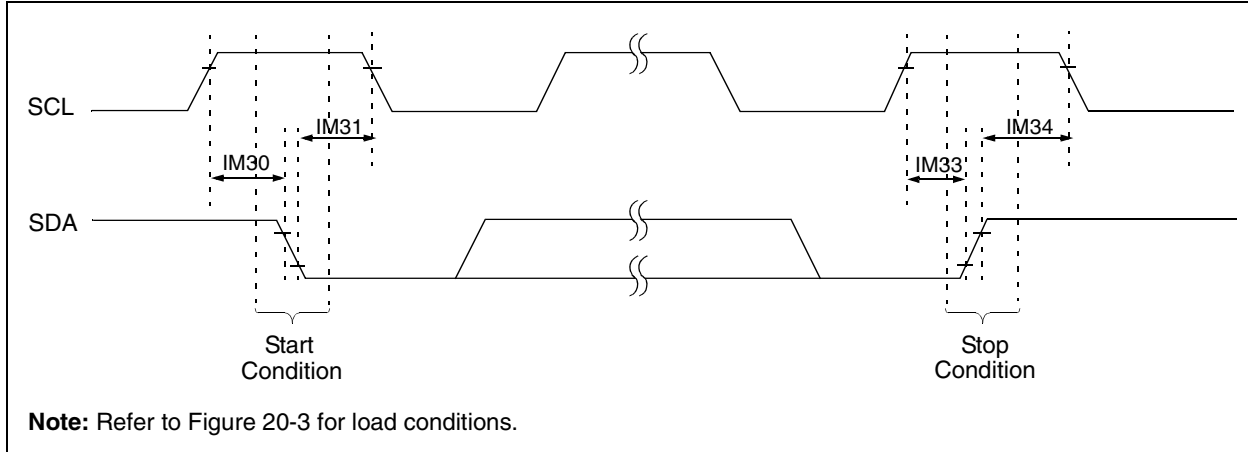 SCL
IM31
IM34
IM30
IM33
SDA
Start
Condition
Stop
Condition
Note: Refer to Figure 20-3 for load conditions.